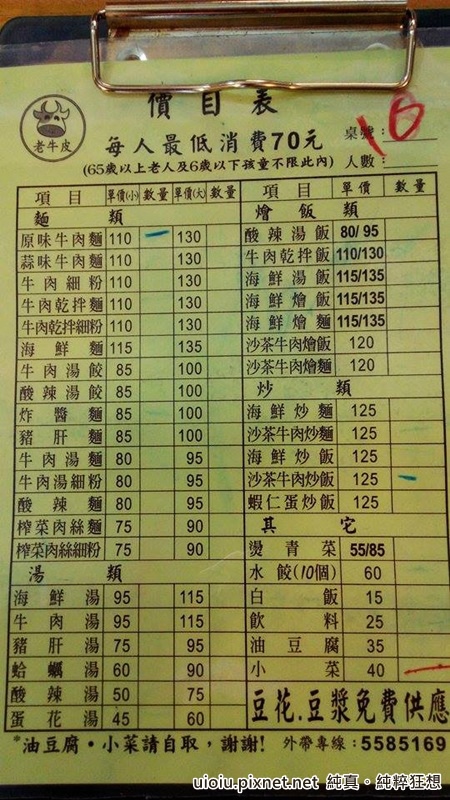 老牛皮
價目表
每人最低消費70元
(65歲以上老人及6歲以下孩童不限此內)
桌號: 16
人數:
項目 單價(小) 數量 單價(大) 數量
麵類
原味牛肉麵 110 130
蒜味牛肉麵 110 130
牛肉細粉 110 130
牛肉乾拌麵 110 130
牛肉乾拌細粉 110 130
海鮮麵 115 135
牛肉湯餃 85 100
酸辣湯餃 85 100
炸醬麵 85 100
豬肝麵 85 100
牛肉湯麵 80 95
牛肉湯細粉 80 95
酸辣麵 80 95
榨菜肉絲麵 75 90
榨菜肉絲細粉 75 90
湯類
海鮮湯 95 115
牛肉湯 95 115
豬肝湯 75 95
蛤蠣湯 60 90
酸辣湯 50 75
蛋花湯 45 60
項目 單價 數量
燴飯類
酸辣湯飯 80/95
牛肉乾拌飯 110/130
海鮮湯飯 115/135
海鮮燴飯 115/135
海鮮燴麵 115/135
沙茶牛肉燴飯 120
沙茶牛肉燴麵 120
炒類
海鮮炒麵 125
沙茶牛肉炒麵 125
海鮮炒飯 125
沙茶牛肉炒飯 125
蝦仁蛋炒飯 125
其它
燙青菜 55/85
水餃(10個) 60
白飯 15
飲料 25
油豆腐 35
小菜 40
豆花.豆漿免費供應
*油豆腐·小菜請自取，謝謝! 外帶專線:5585169
uioiu.pixnet.net 純真·純粹狂想